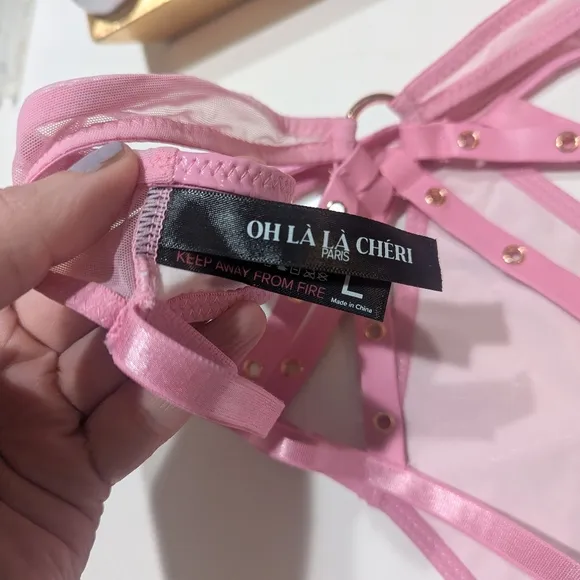 OH LÀ LÀ CHÉRI
PARIS
KEEP AWAY FROM FIRE
L
Made in China